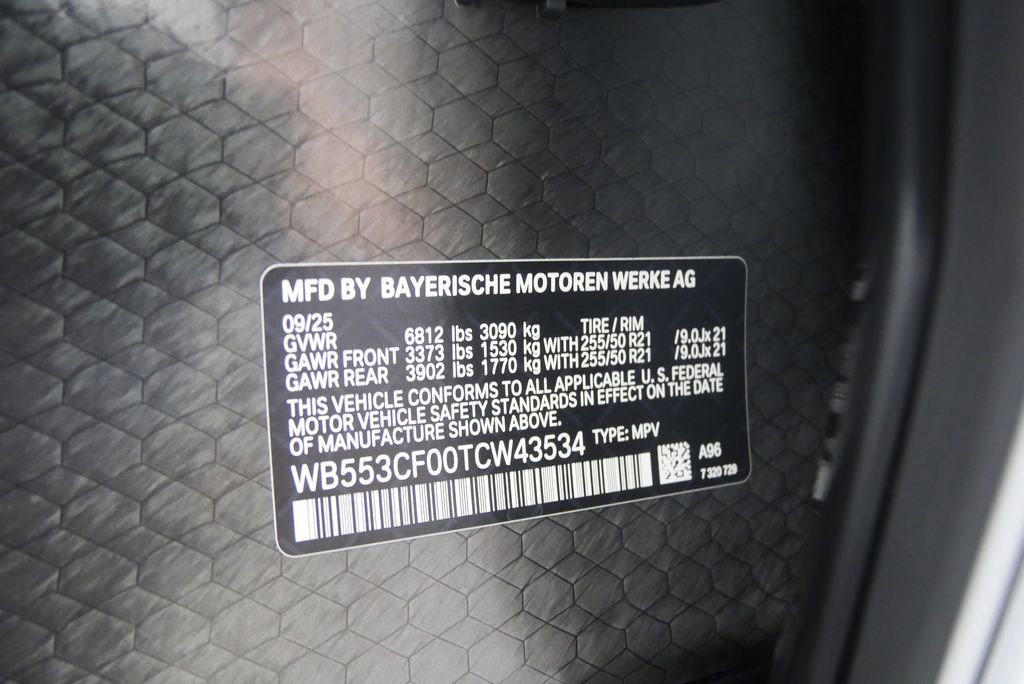 MFD BY BAYERISCHE MOTOREN WERKE AG
09/25 TIRE / RIM
GVWR 6812 lbs 3090 kg
GAWR FRONT 3373 lbs 1530 kg WITH 255/50 R21 /9.0Jx 21
GAWR REAR 3902 lbs 1770 kg WITH 255/50 R21 /9.0Jx 21
THIS VEHICLE CONFORMS TO ALL APPLICABLE U.S. FEDERAL
MOTOR VEHICLE SAFETY STANDARDS IN EFFECT ON THE DATE
OF MANUFACTURE SHOWN ABOVE.
WB553CF00TCW43534 TYPE: MPV
A96
7 320 729